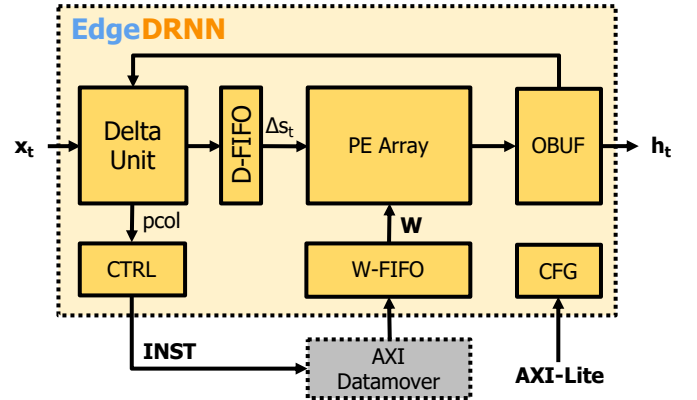 EdgeDRNN
x_t
Delta
Unit
D-FIFO
Δs_t
PE Array
OBUF
h_t
pcol
W
CTRL
W-FIFO
CFG
INST
AXI
Datamover
AXI-Lite